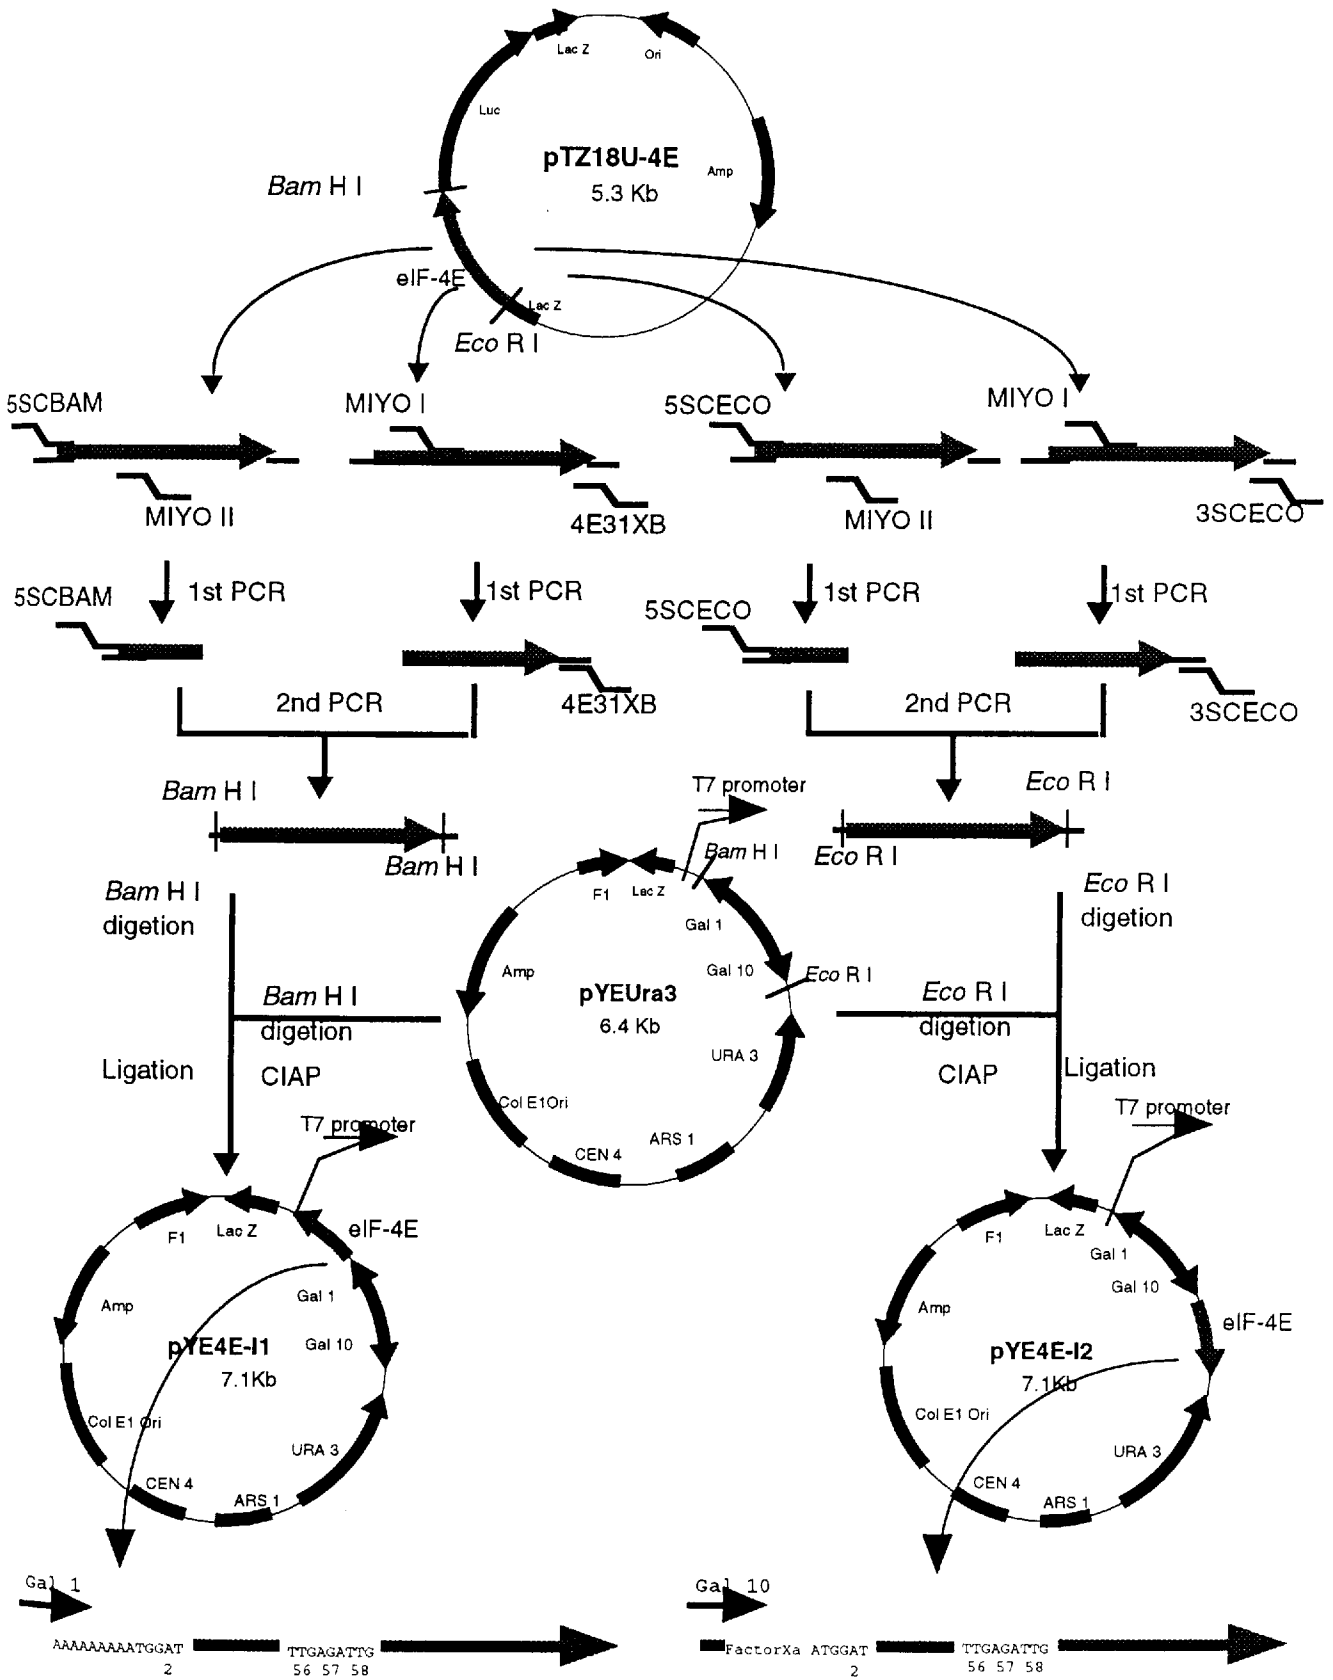 Lac Z
Ori
Luc
pTZ18U-4E
5.3 Kb
Amp
Bam H I
eIF-4E
Lac Z
Eco R I
5SCBAM
MIYO I
5SCECO
MIYO I
MIYO II
4E31XB
MIYO II
3SCECO
1st PCR
1st PCR
1st PCR
1st PCR
5SCBAM
5SCECO
2nd PCR
4E31XB
2nd PCR
3SCECO
Bam H I
T7 promoter
Eco R I
Bam H I
Bam H I
Eco R I
F1
Lac Z
Bam H I
digetion
Gal 1
Eco R I
digetion
Amp
Gal 10
Eco R I
pYEUra3
6.4 Kb
Bam H I
digetion
Eco R I
digetion
URA 3
Ligation
CIAP
CIAP
Ligation
Col E1Ori
ARS 1
CEN 4
T7 promoter
T7 promoter
F1
Lac Z
eIF-4E
Gal 1
Amp
Gal 10
pYE4E-I1
7.1Kb
Col E1 Ori
URA 3
CEN 4
ARS 1
F1
Lac Z
Gal 1
Gal 10
Amp
eIF-4E
pYE4E-I2
7.1Kb
Col E1 Ori
URA 3
CEN 4
ARS 1
Gal 1
AAAAAAAAATGGAT
TTGAGATTG
2
56 57 58
Gal 10
FactorXa ATGGAT
TTGAGATTG
2
56 57 58